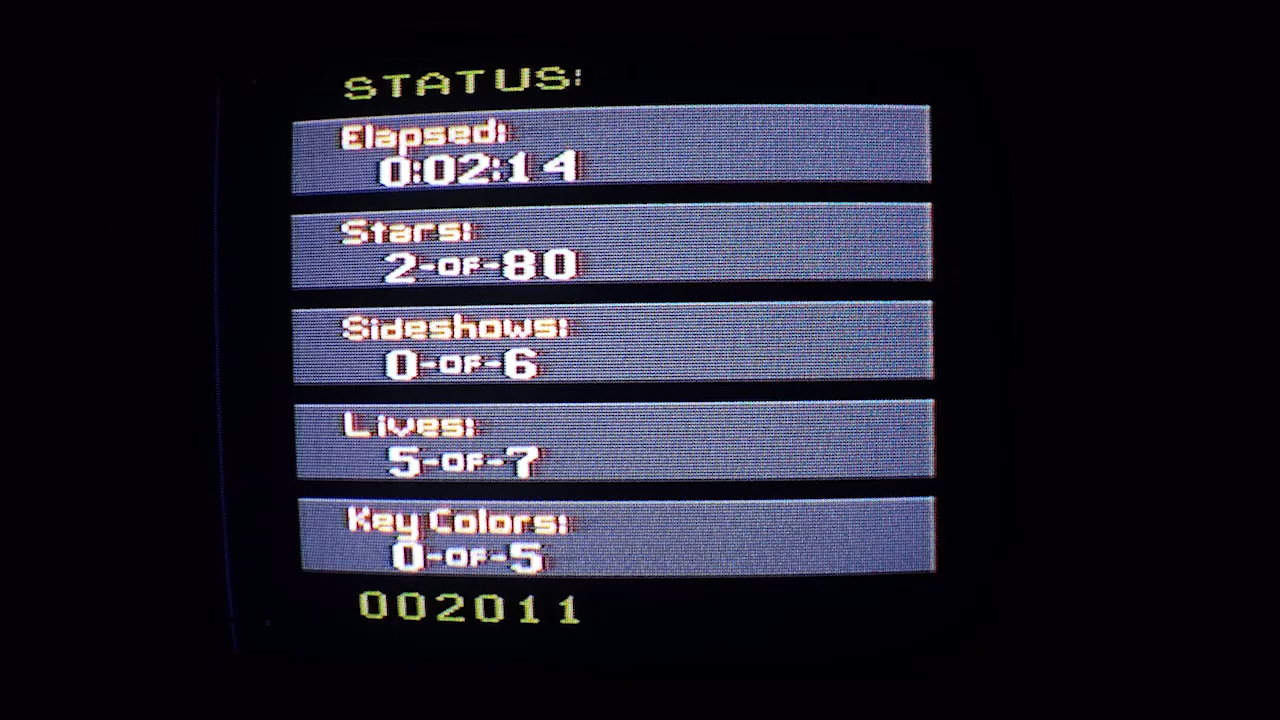 STATUS:
Elapsed:
0:02:14
Stars:
2-OF-80
Sideshows:
0-OF-6
Lives:
5-OF-7
Key Colors:
0-OF-5
002011